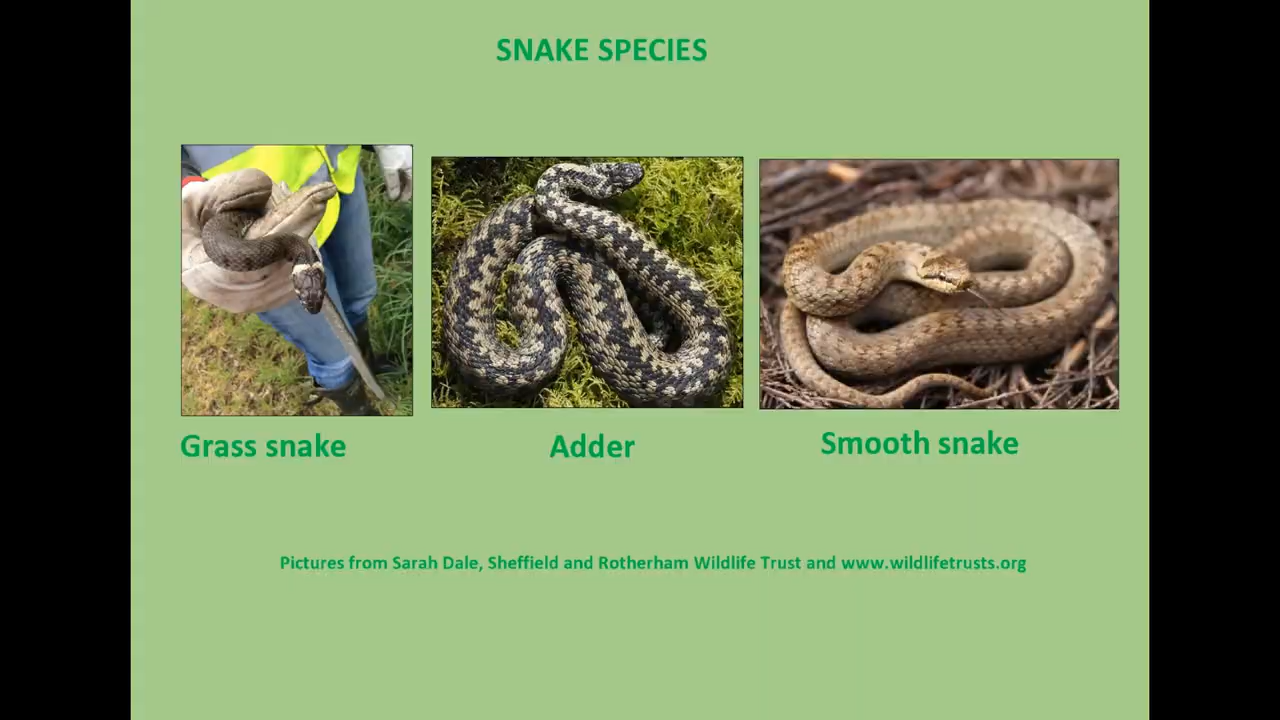 SNAKE SPECIES
Grass snake
Adder
Smooth snake
Pictures from Sarah Dale, Sheffield and Rotherham Wildlife Trust and www.wildlifetrusts.org